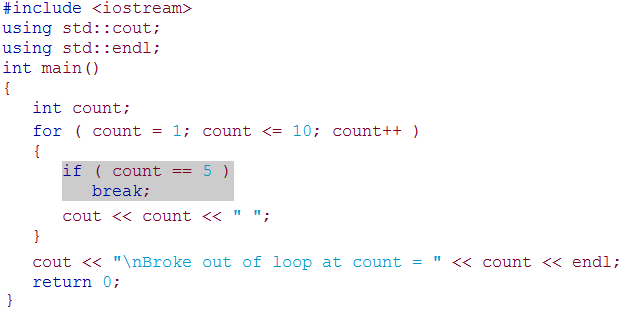 #include <iostream>
using std::cout;
using std::endl;
int main()
{
int count;
for ( count = 1; count <= 10; count++ )
{
if ( count == 5 )
break;
cout << count << " ";
}
cout << "\nBroke out of loop at count = " << count << endl;
return 0;
}